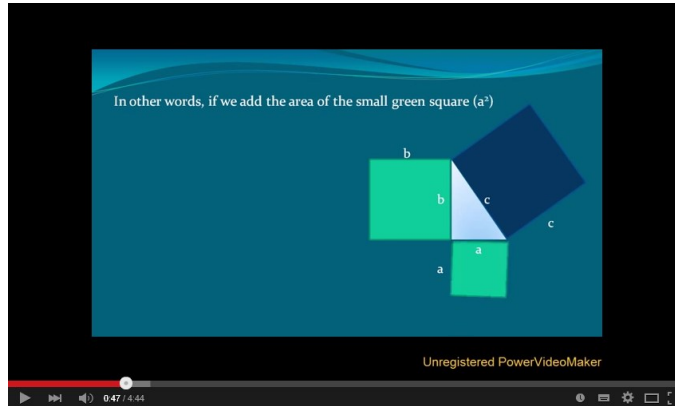 In other words, if we add the area of the small green square (a²)
b
b
c
c
a
a
Unregistered PowerVideoMaker
0:47 / 4:44